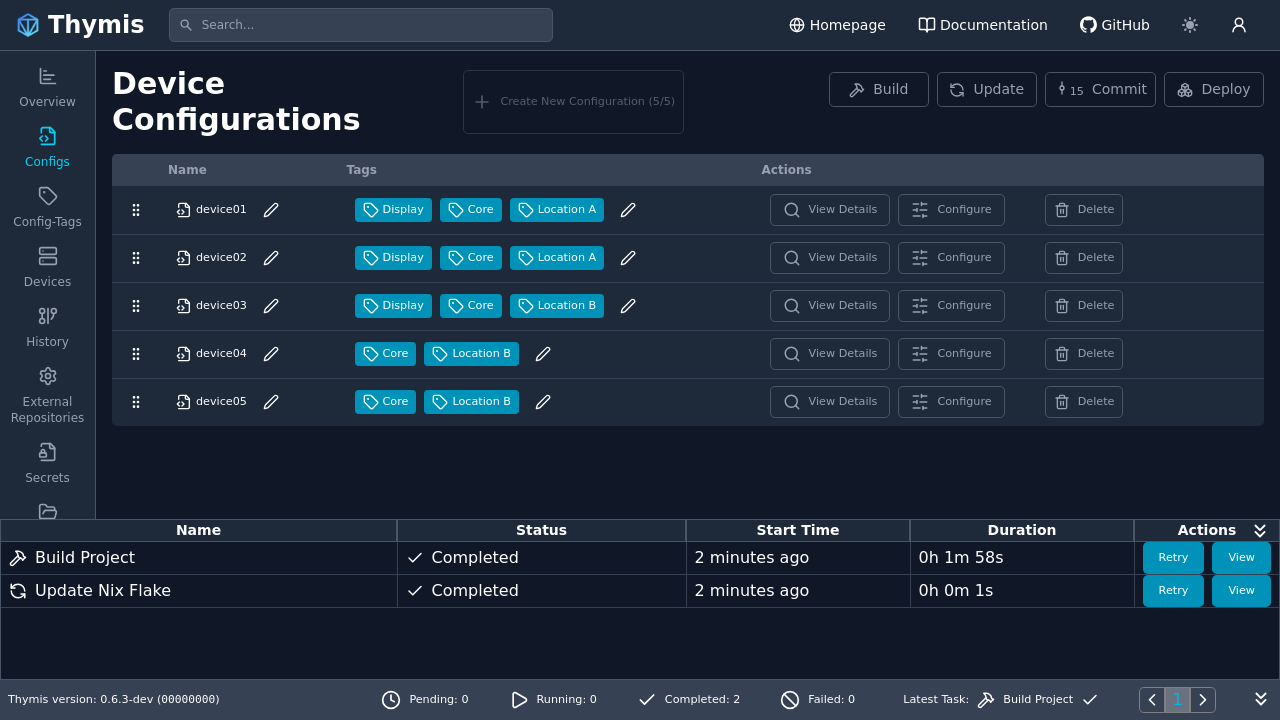 Thymis
Search...
Homepage
Documentation
GitHub
Overview
Configs
Config-Tags
Devices
History
External
Repositories
Secrets
Device
Configurations
Create New Configuration (5/5)
Build
Update
15 Commit
Deploy
Name Tags Actions
device01 Display Core Location A View Details Configure Delete
device02 Display Core Location A View Details Configure Delete
device03 Display Core Location B View Details Configure Delete
device04 Core Location B View Details Configure Delete
device05 Core Location B View Details Configure Delete
Name Status Start Time Duration Actions
Build Project Completed 2 minutes ago 0h 1m 58s Retry View
Update Nix Flake Completed 2 minutes ago 0h 0m 1s Retry View
Thymis version: 0.6.3-dev (00000000) Pending: 0 Running: 0 Completed: 2 Failed: 0 Latest Task: Build Project 1